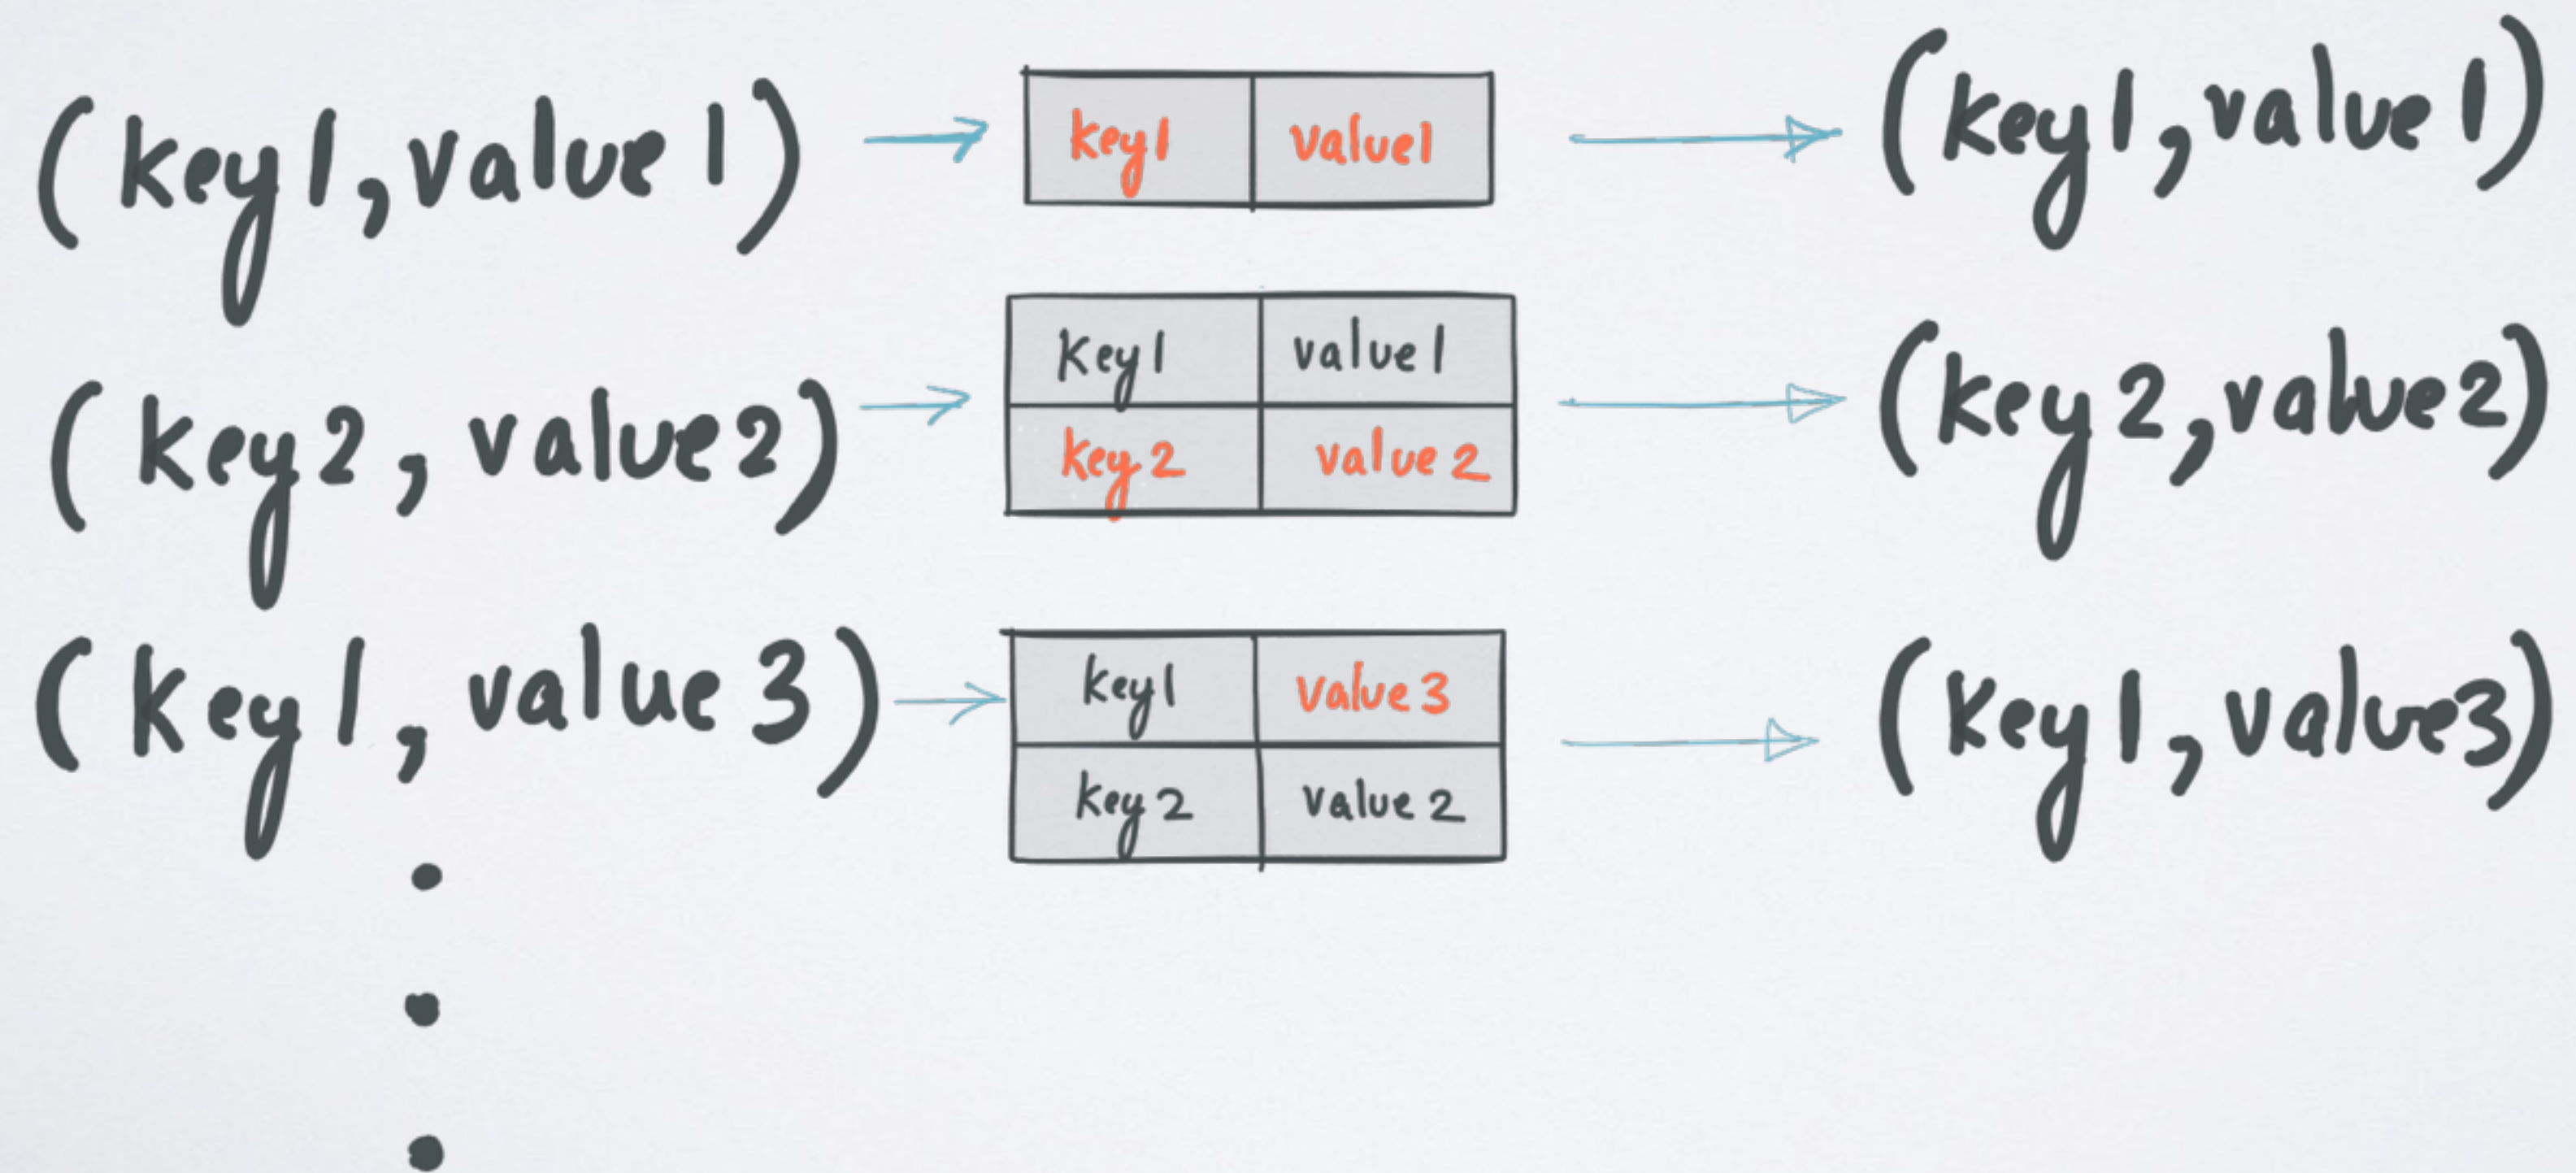 (key1, value1) key1 value1 (key1, value1)
key1 value1
(key2, value2) key2 value2 (key2, value2)
(key1, value3) key1 value3 (key1, value3)
key2 value2